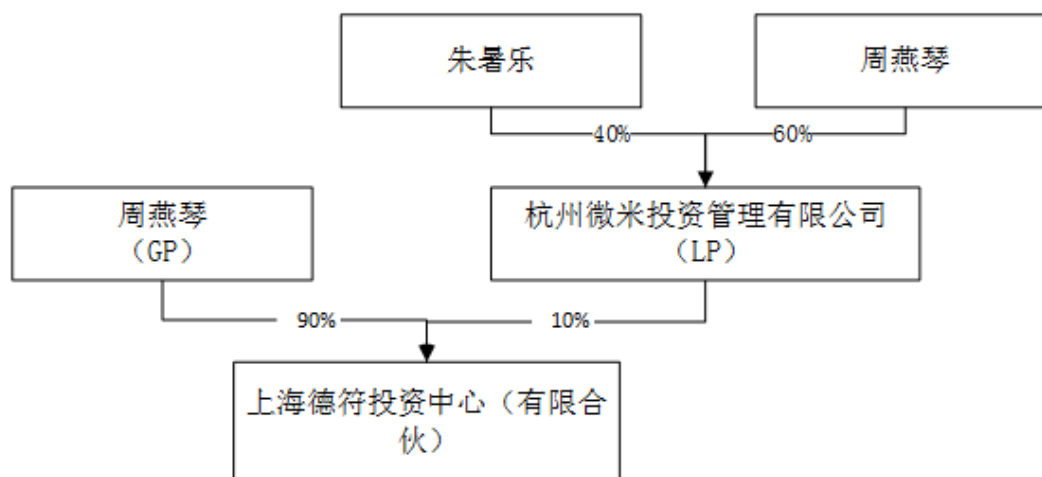 朱暑乐
周燕琴
40%
60%
周燕琴
（GP）
杭州微米投资管理有限公司
（LP）
90%
10%
上海德符投资中心（有限合
伙）